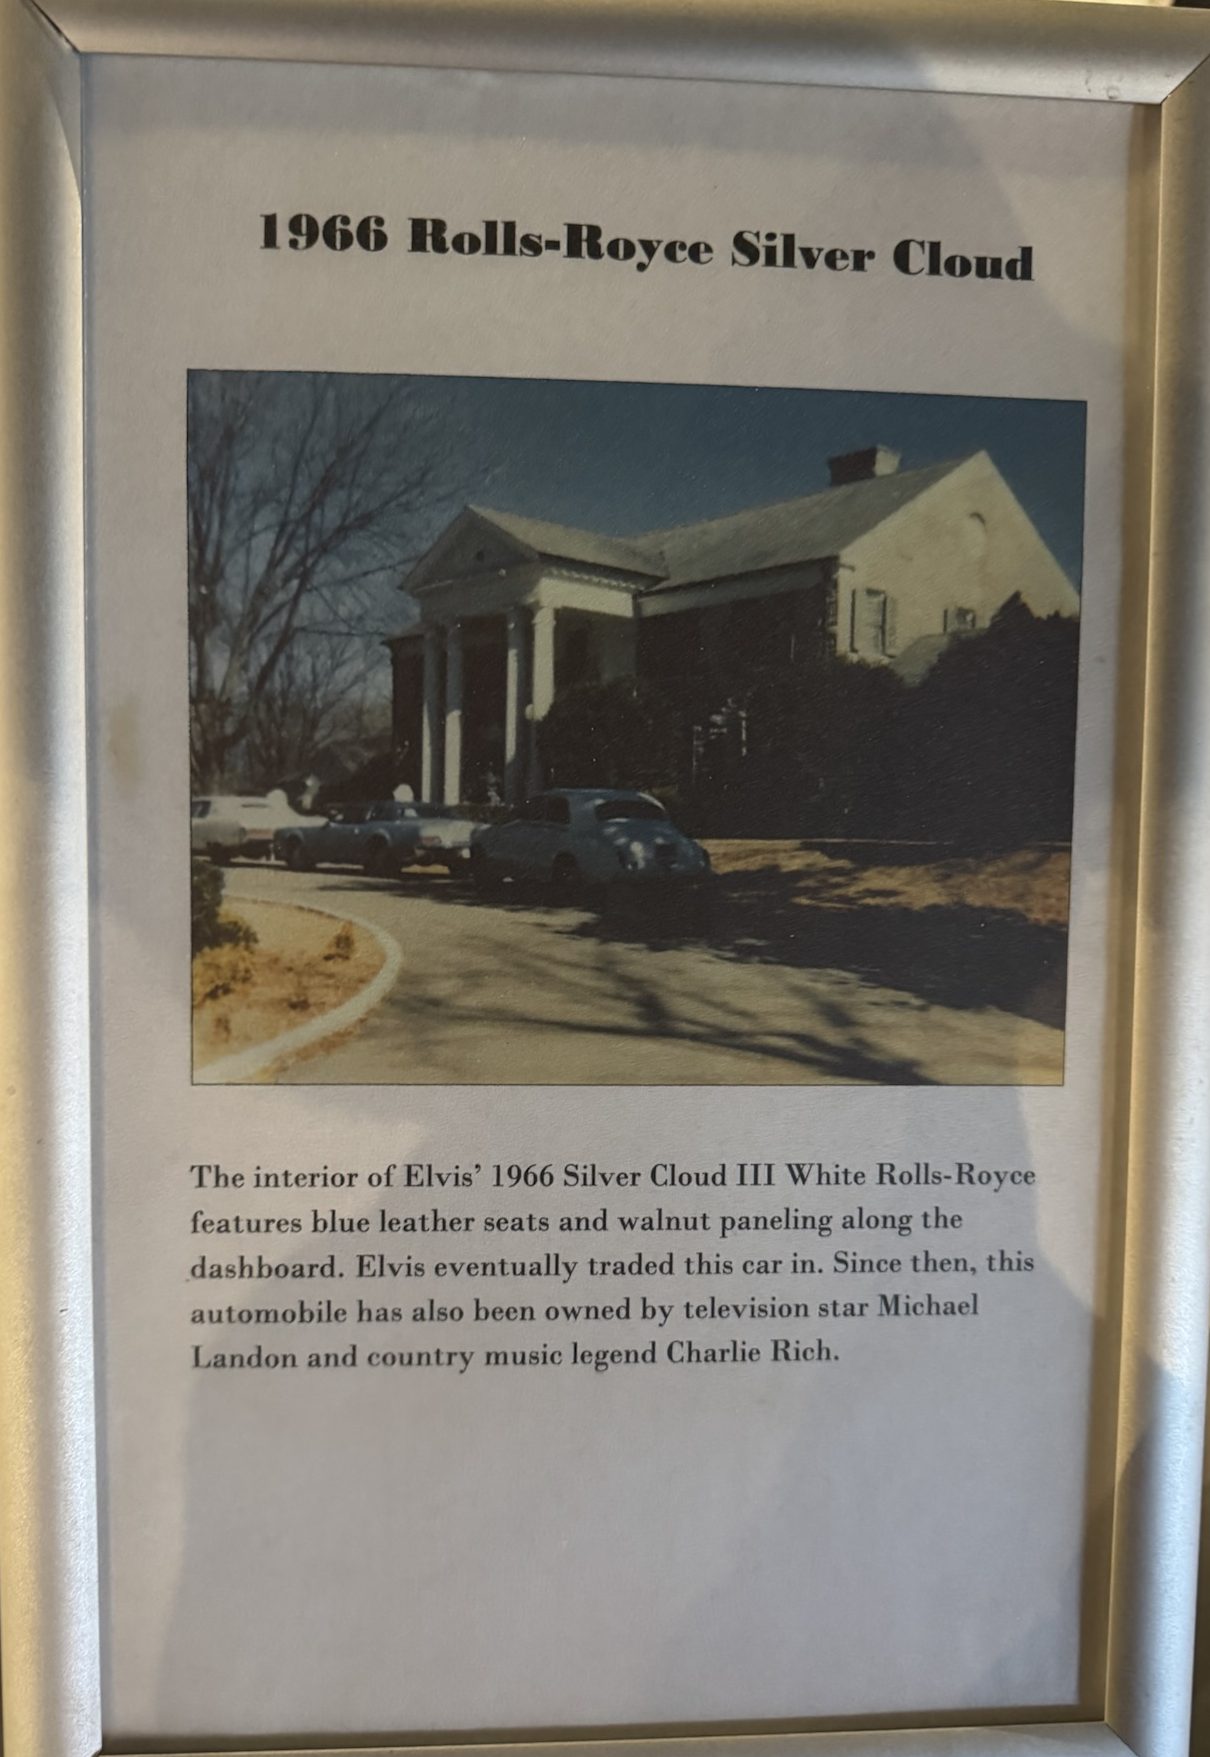 1966 Rolls-Royce Silver Cloud
The interior of Elvis’ 1966 Silver Cloud III White Rolls-Royce
features blue leather seats and walnut paneling along the
dashboard. Elvis eventually traded this car in. Since then, this
automobile has also been owned by television star Michael
Landon and country music legend Charlie Rich.